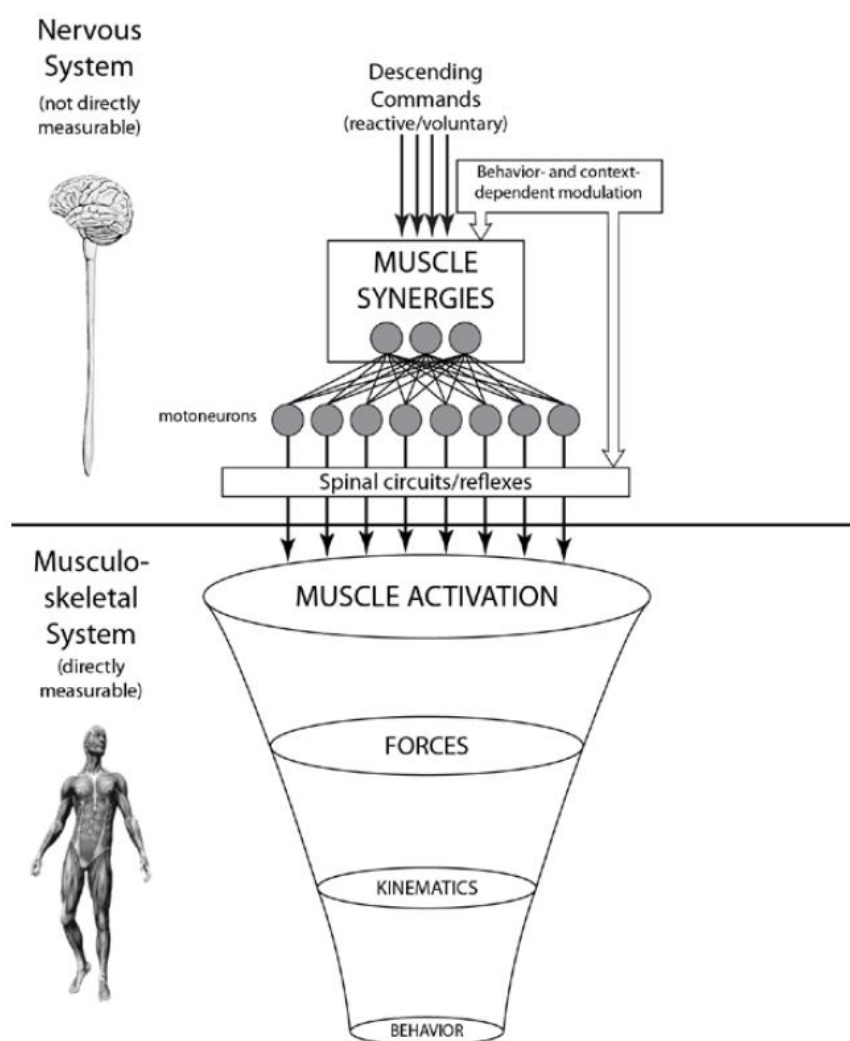 Nervous
System
(not directly
measurable)
Descending
Commands
(reactive/voluntary)
Behavior- and context-
dependent modulation
MUSCLE
SYNERGIES
motoneurons
Spinal circuits/reflexes
Musculo-
skeletal
System
(directly
measurable)
MUSCLE ACTIVATION
FORCES
KINEMATICS
BEHAVIOR